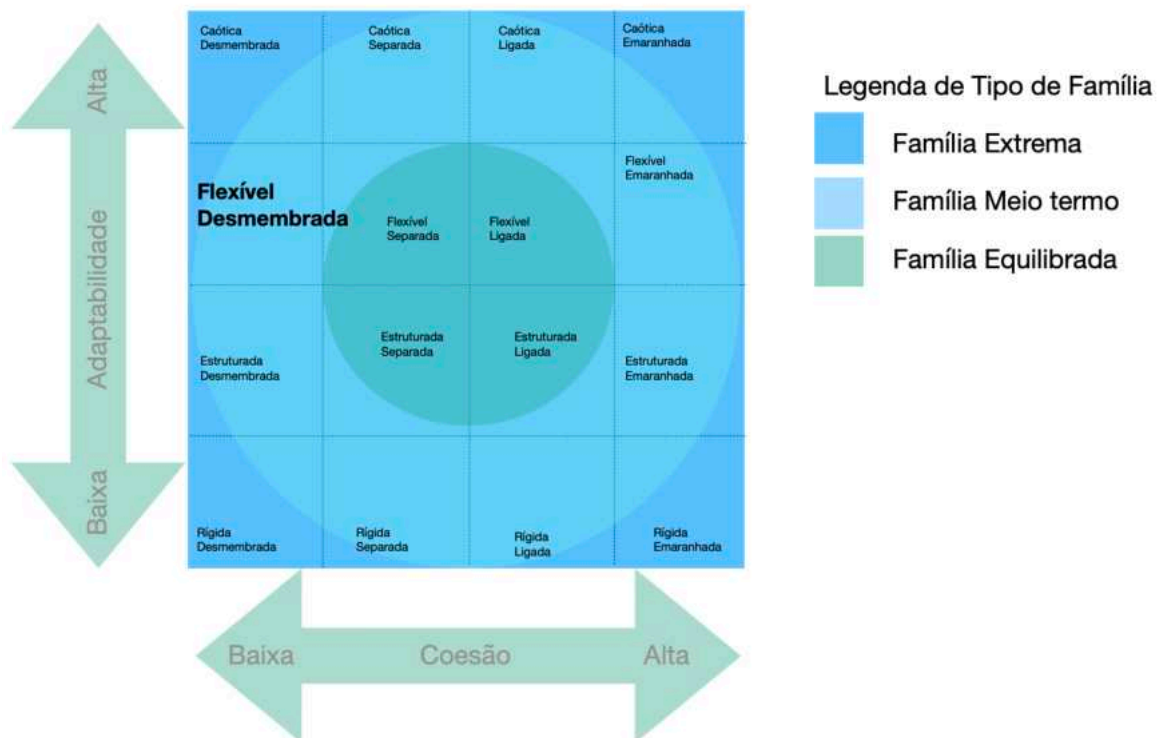 Caótica
Desmembrada
Caótica
Separada
Caótica
Ligada
Caótica
Emaranhada
Flexível
Desmembrada
Flexível
Separada
Flexível
Ligada
Flexível
Emaranhada
Estruturada
Desmembrada
Estruturada
Separada
Estruturada
Ligada
Estruturada
Emaranhada
Rígida
Desmembrada
Rígida
Separada
Rígida
Ligada
Rígida
Emaranhada
Alta
Adaptabilidade
Baixa
Baixa
Coesão
Alta
Legenda de Tipo de Família
Família Extrema
Família Meio termo
Família Equilibrada